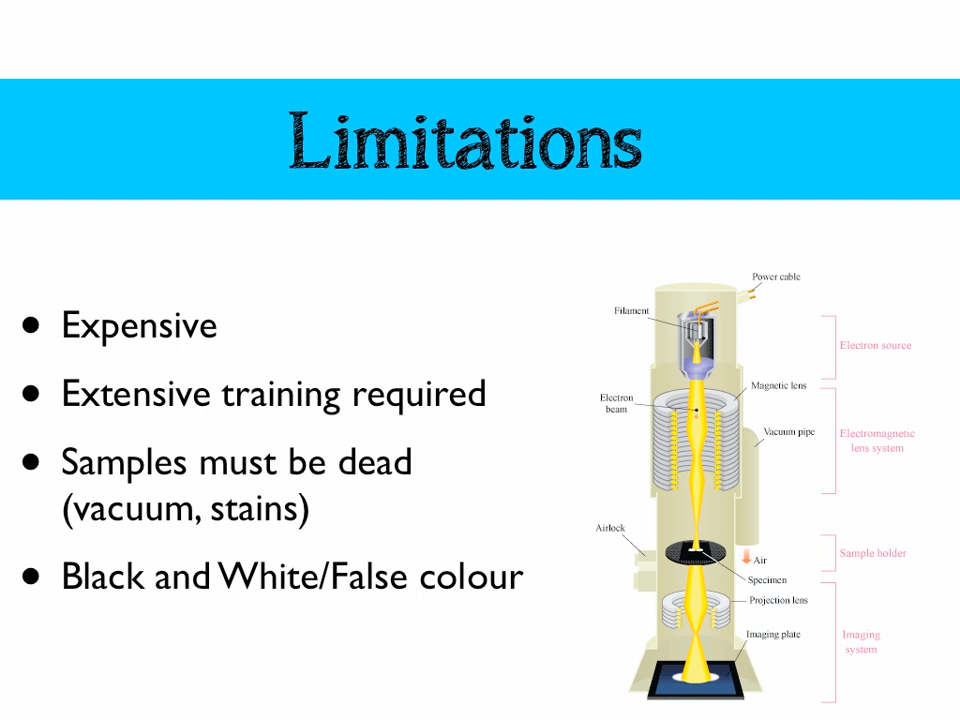 Limitations
• Expensive
• Extensive training required
• Samples must be dead
(vacuum, stains)
• Black and White/False colour
Power cable
Filament
Electron source
Magnetic lens
Electron
beam
Vacuum pipe
Electromagnetic
lens system
Airlock
Air
Sample holder
Specimen
Projection lens
Imaging plate
Imaging
system